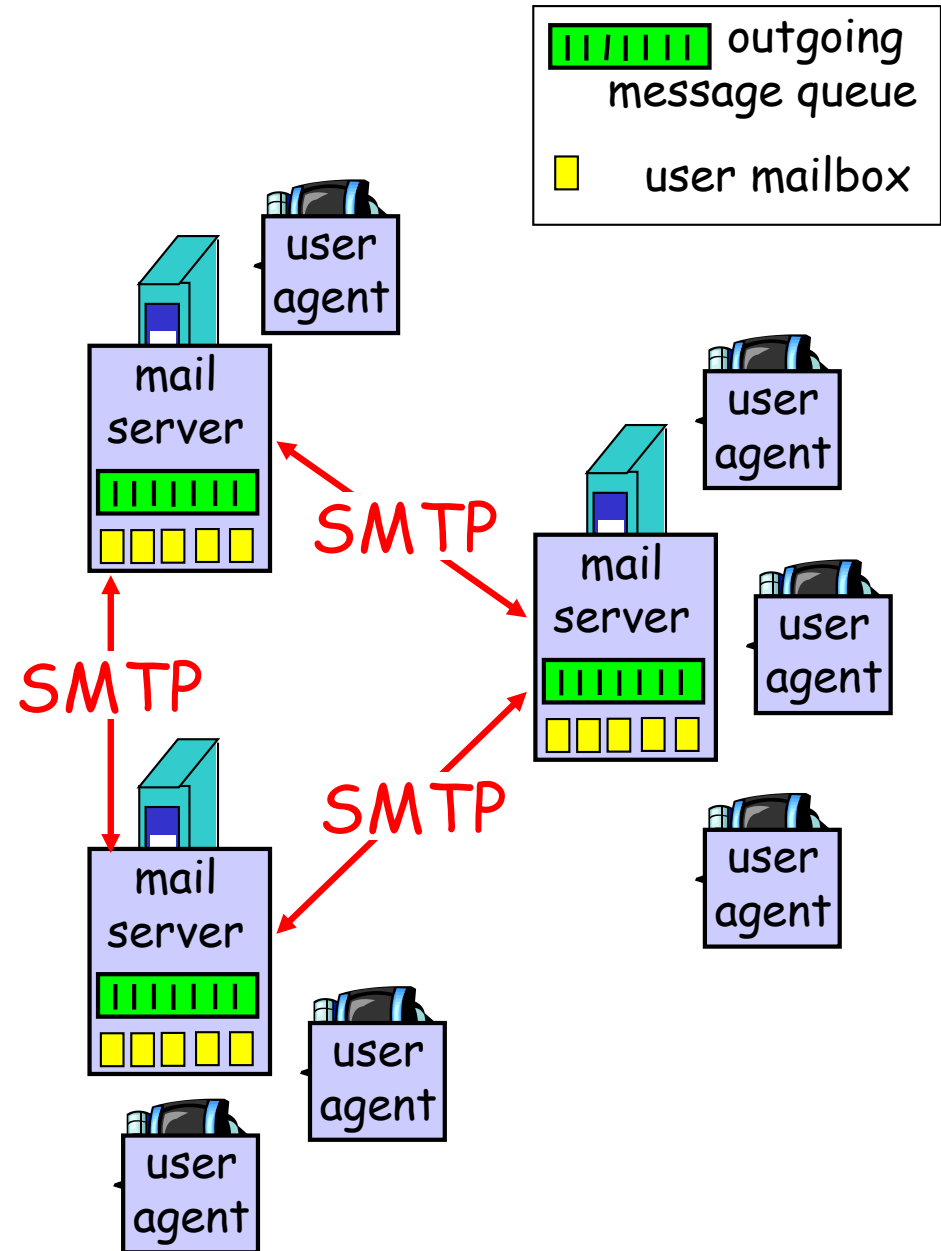 outgoing
message queue
user mailbox
user
agent
mail
server
SMTP
user
agent
mail
server
user
agent
SMTP
SMTP
user
agent
mail
server
user
agent
user
agent